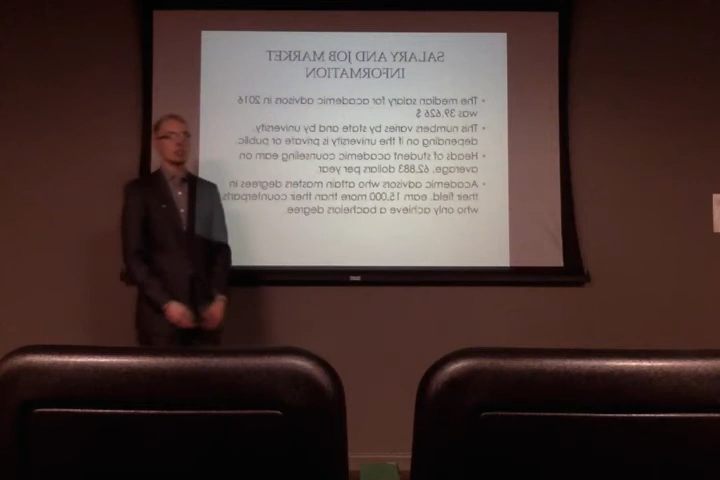 SALARY AND JOB MARKET
INFORMATION
• The median salary for academic advisors in 2016
was 39,626 $
• This numbers varies by state and by university,
depending on if the university is private or public.
• Heads of student academic counseling earn on
average, 62,883 dollars per year.
• Academic advisors who attain masters degrees in
their field, earn 15,000 more than their counterparts
who only achieve a bachelors degree.